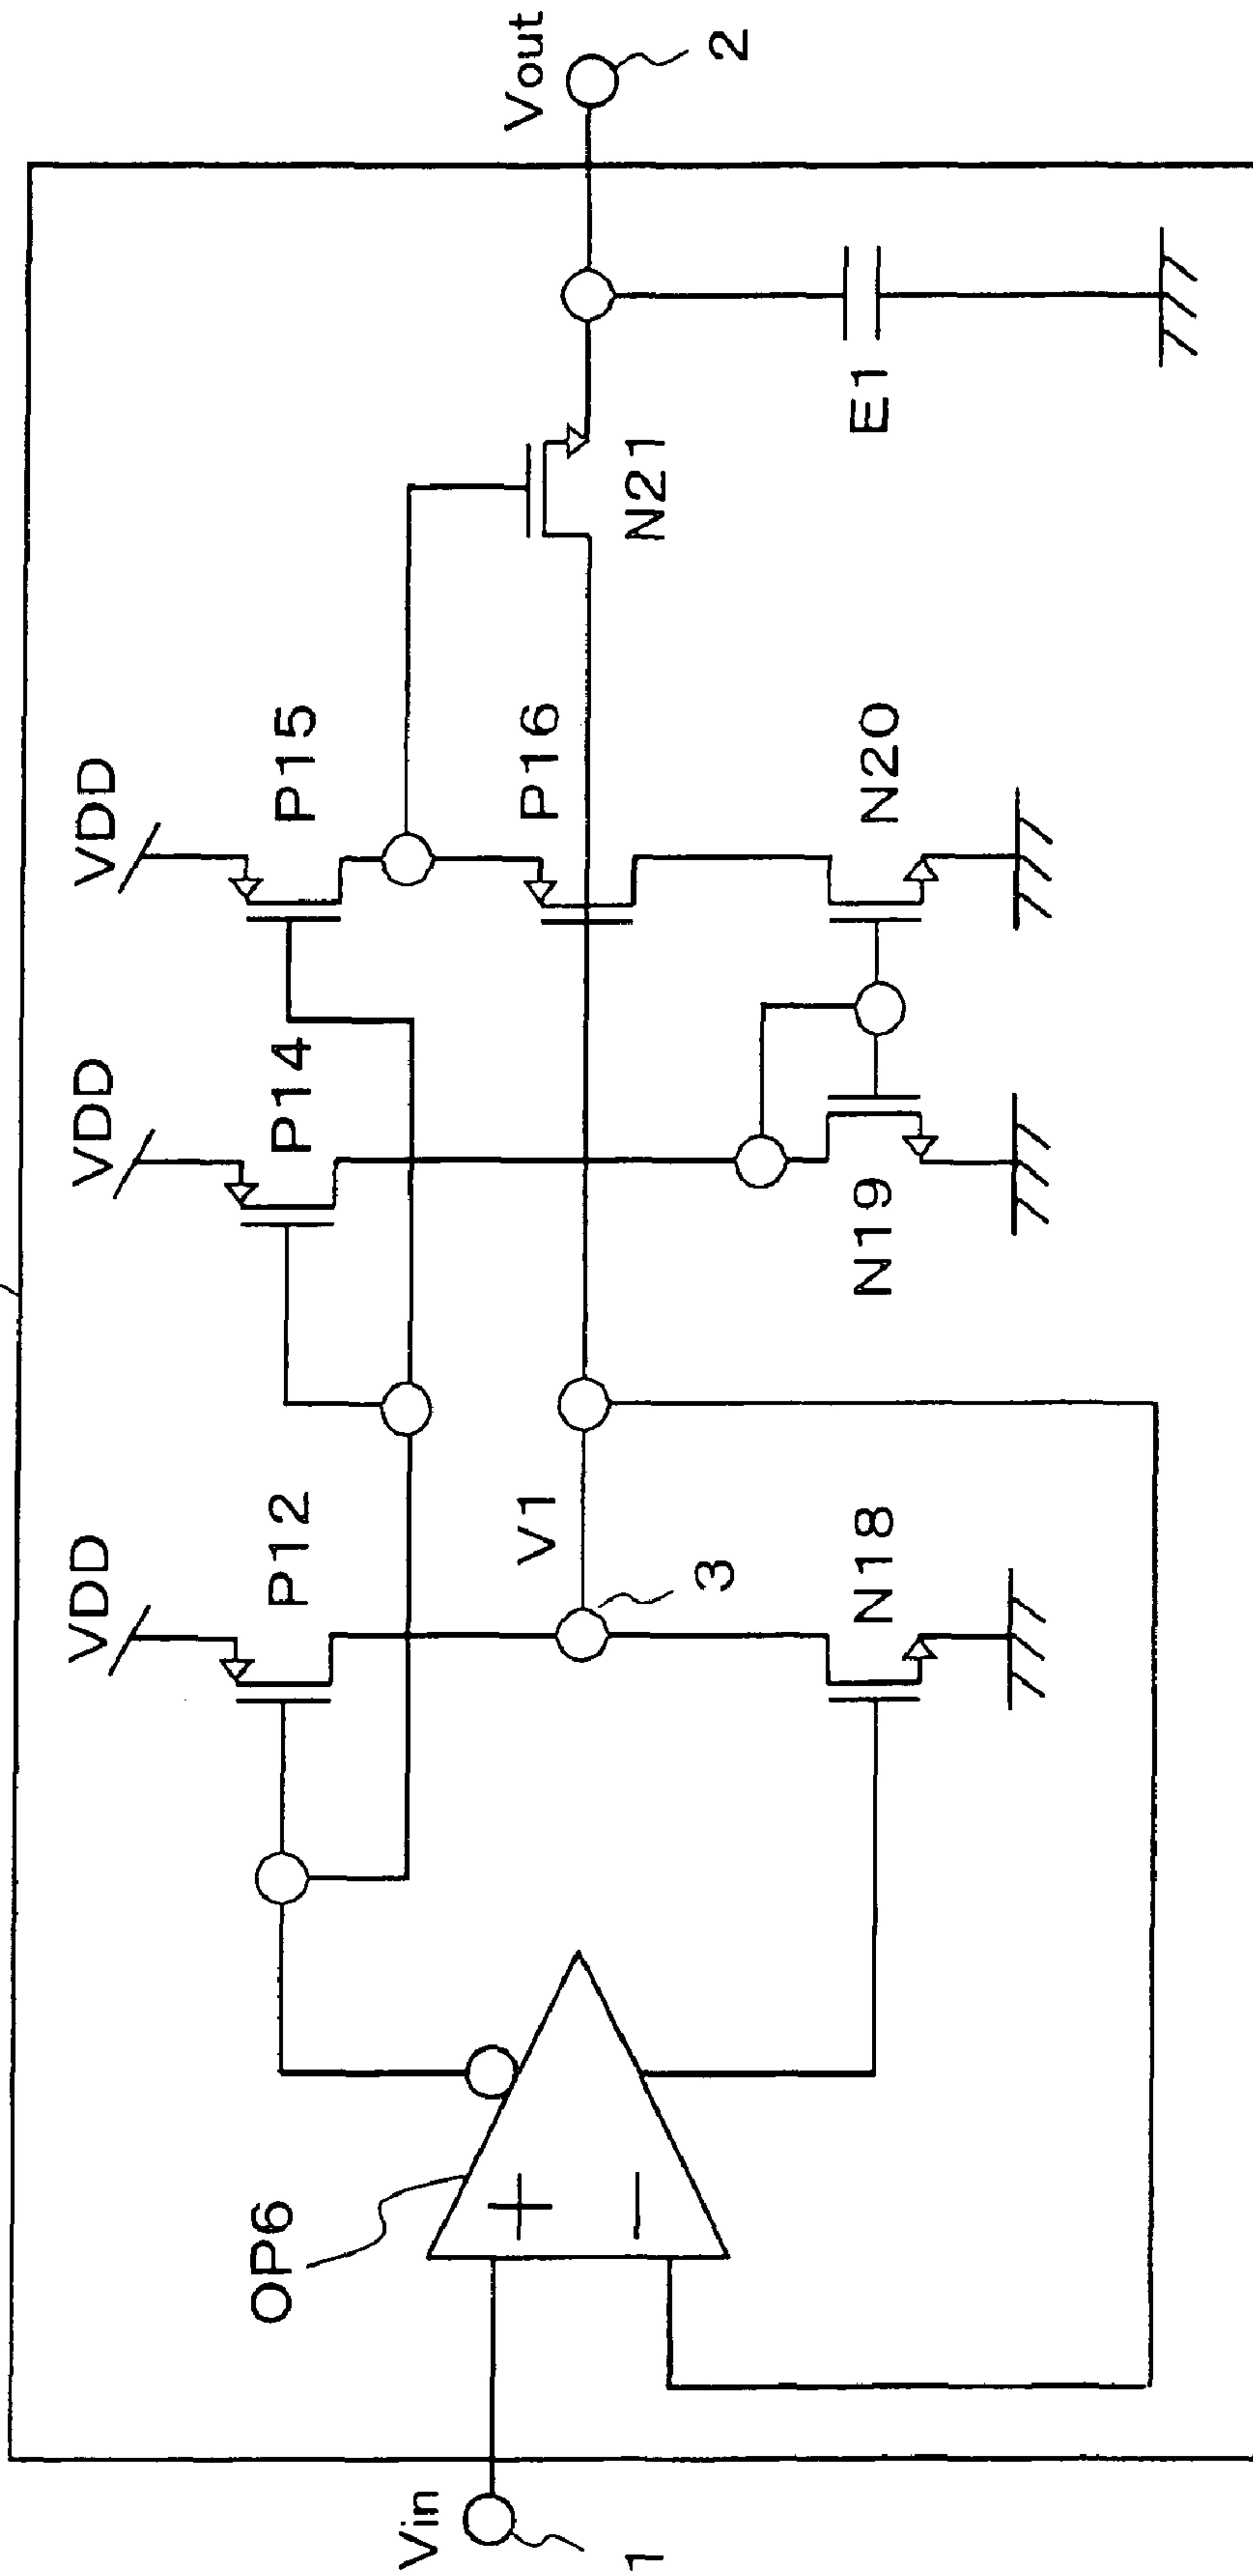 VDD
VDD
VDD
P12
P14
P15
OP6
Vin
1
+
−
V1
3
P16
N21
Vout
2
N18
N19
N20
E1